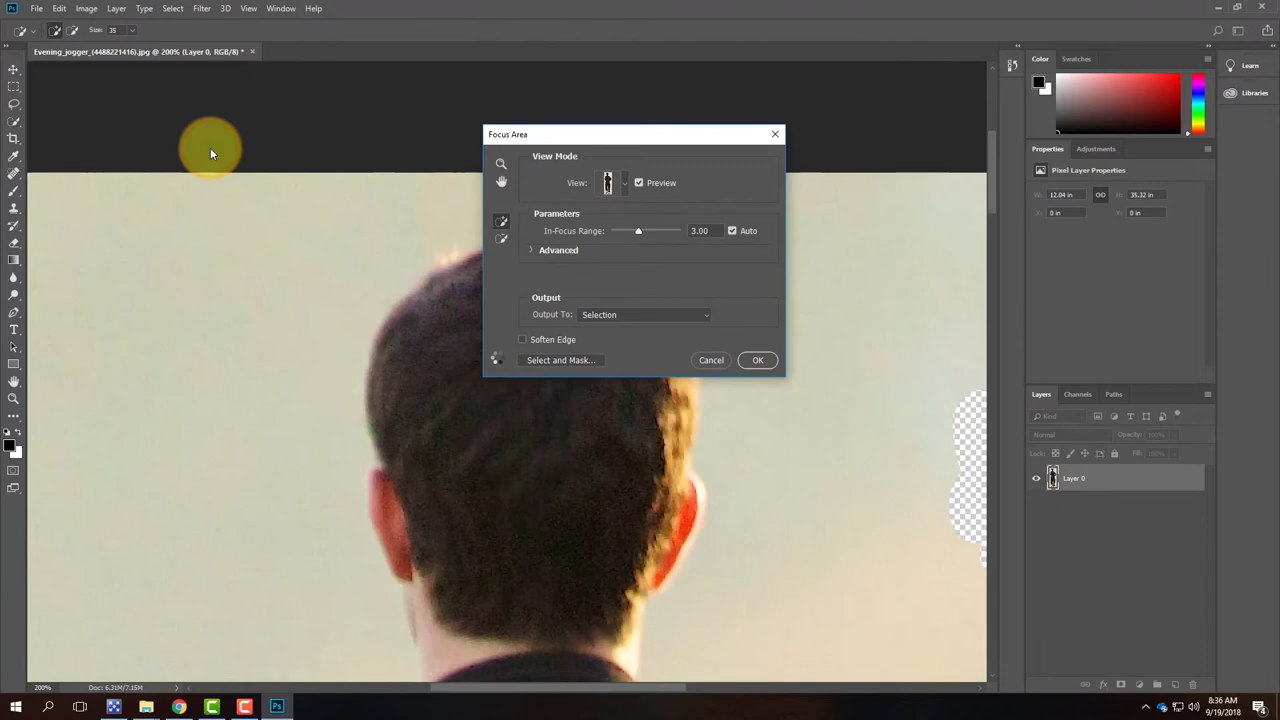 Ps File Edit Image Layer Type Select Filter 3D View Window Help
Size: 35
Evening_jogger_(4488221416).jpg @ 200% (Layer 0, RGB/8) *
Color Swatches
Learn
Libraries
Focus Area
View Mode
View: Preview
Parameters
In-Focus Range: 3.00 Auto
Advanced
Output
Output To: Selection
Soften Edge
Select and Mask... Cancel OK
Properties Adjustments
Pixel Layer Properties
W: 12.04 in H: 35.32 in
X: 0 in Y: 0 in
Layers Channels Paths
Kind
Normal Opacity: 100%
Lock: Fill: 100%
Layer 0
200% Doc: 6.31M/7.15M
Ps
8:36 AM
9/19/2018
4